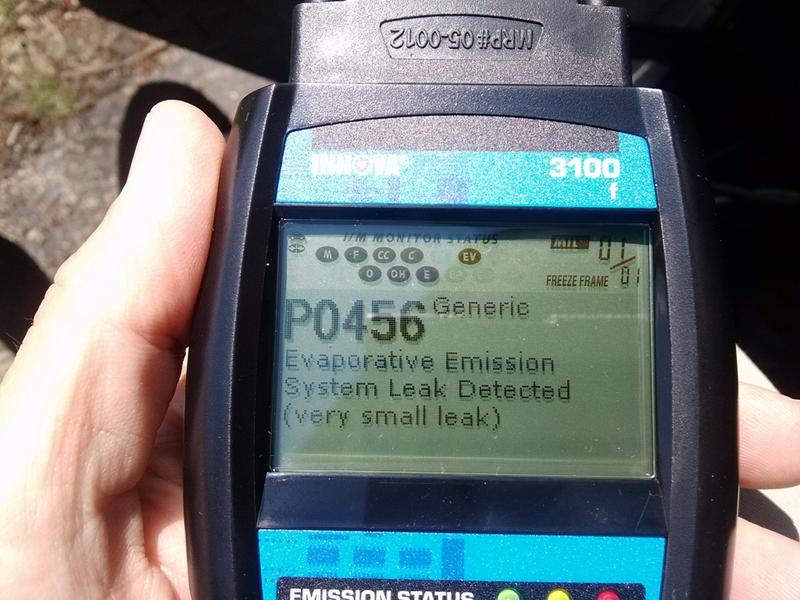 MRP# 05-0012
INNOVA®
3100
f
I/M MONITOR STATUS
MIL 01/01
M F CC C EV
O OH E
FREEZE FRAME
P0456 Generic
Evaporative Emission
System Leak Detected
(very small leak)
EMISSION STATUS